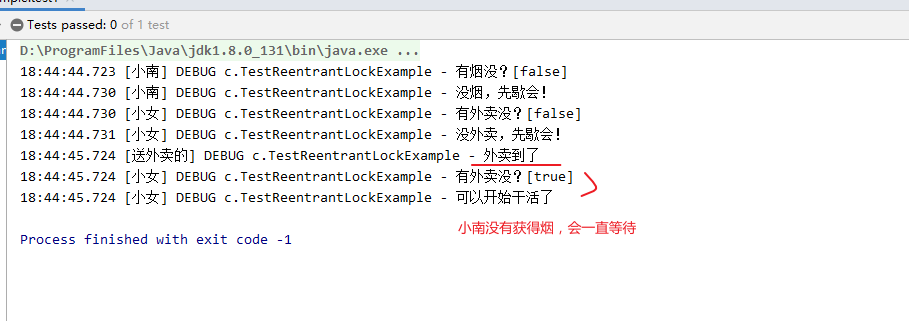 Tests passed: 0 of 1 test
D:\ProgramFiles\Java\jdk1.8.0_131\bin\java.exe ...
18:44:44.723 [小南] DEBUG c.TestReentrantLockExample - 有烟没？[false]
18:44:44.730 [小南] DEBUG c.TestReentrantLockExample - 没烟，先歇会！
18:44:44.730 [小女] DEBUG c.TestReentrantLockExample - 有外卖没？[false]
18:44:44.731 [小女] DEBUG c.TestReentrantLockExample - 没外卖，先歇会！
18:44:45.724 [送外卖的] DEBUG c.TestReentrantLockExample - 外卖到了
18:44:45.724 [小女] DEBUG c.TestReentrantLockExample - 有外卖没？[true]
18:44:45.724 [小女] DEBUG c.TestReentrantLockExample - 可以开始干活了
小南没有获得烟，会一直等待
Process finished with exit code -1